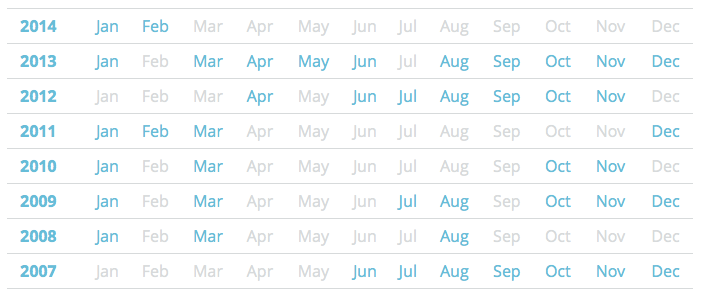 2014 Jan Feb Mar Apr May Jun Jul Aug Sep Oct Nov Dec
2013 Jan Feb Mar Apr May Jun Jul Aug Sep Oct Nov Dec
2012 Jan Feb Mar Apr May Jun Jul Aug Sep Oct Nov Dec
2011 Jan Feb Mar Apr May Jun Jul Aug Sep Oct Nov Dec
2010 Jan Feb Mar Apr May Jun Jul Aug Sep Oct Nov Dec
2009 Jan Feb Mar Apr May Jun Jul Aug Sep Oct Nov Dec
2008 Jan Feb Mar Apr May Jun Jul Aug Sep Oct Nov Dec
2007 Jan Feb Mar Apr May Jun Jul Aug Sep Oct Nov Dec